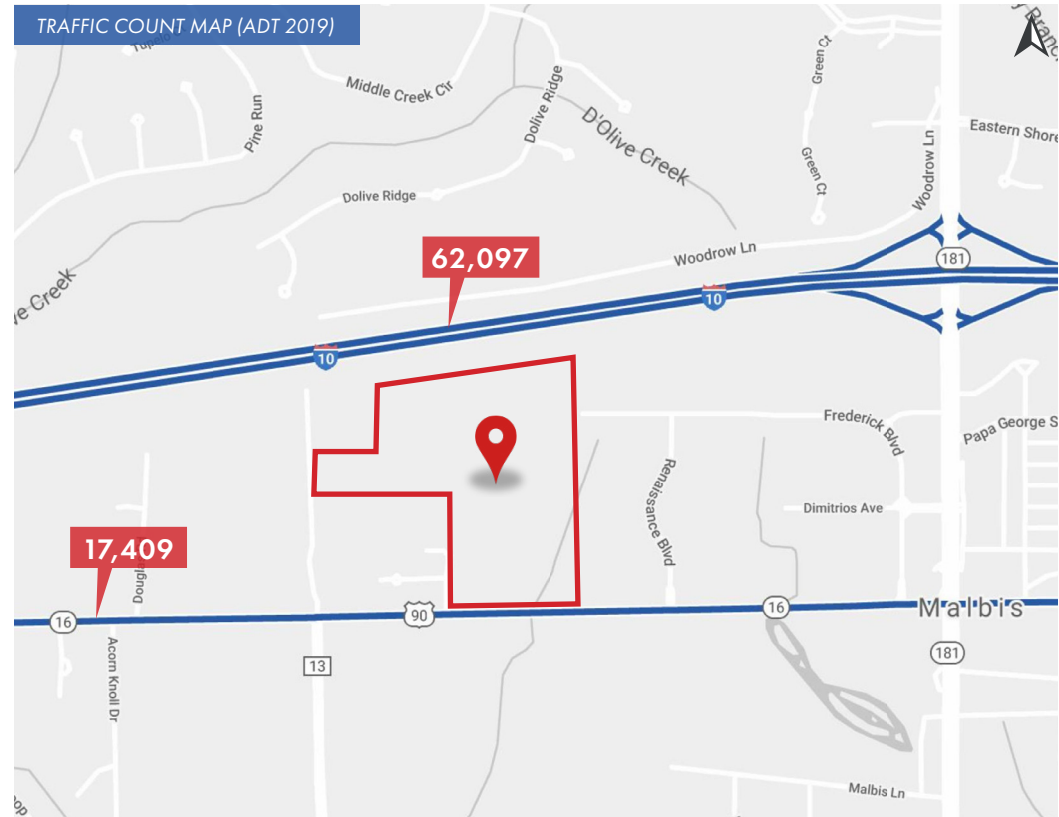 TRAFFIC COUNT MAP (ADT 2019)
Middle Creek Cir
Pine Run
Dolive Ridge
D'Olive Creek
Green Ct
Green Ct
Woodrow Ln
Eastern Shore
Dolive Ridge
62,097
Woodrow Ln
181
ve Creek
10
10
Frederick Blvd
Papa George S
Renaissance Blvd
Dimitrios Ave
17,409
16
90
16
Malbis
Acorn Knoll Dr
13
181
Malbis Ln